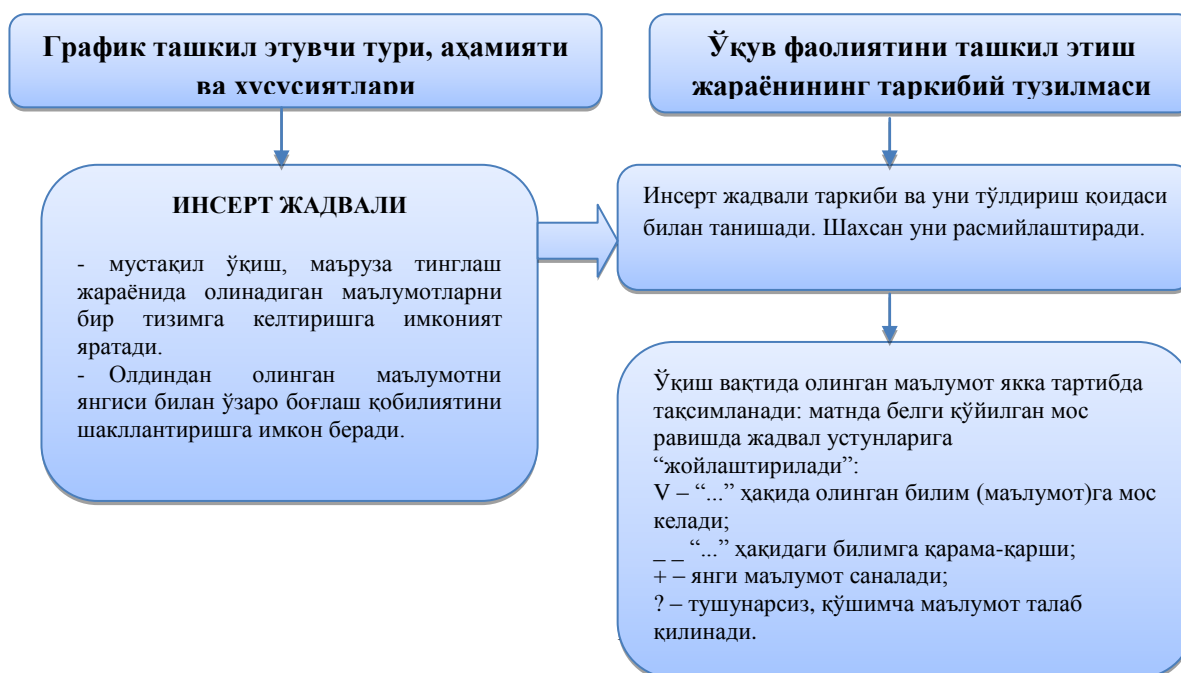 График ташкил этувчи тури, аҳамияти
ва хусусиятлари
Ўқув фаолиятини ташкил этиш
жараёнининг таркибий тузилмаси
ИНСЕРТ ЖАДВАЛИ
- мустақил ўқиш, маъруза тинглаш
жараёнида олинадиган маълумотларни
бир тизимга келтиришга имконият
яратади.
- Олдиндан олинган маълумотни
янгиси билан ўзаро боғлаш қобилиятини
шакллантиришга имкон беради.
Инсерт жадвали таркиби ва уни тўлдириш қоидаси
билан танишади. Шахсан уни расмийлаштиради.
Ўқиш вақтида олинган маълумот якка тартибда
тақсимланади: матнда белги қўйилган мос
равишда жадвал устунларига
“жойлаштирилади”:
V – “...” ҳақида олинган билим (маълумот)га мос
келади;
_ _ “...” ҳақидаги билимга қарама-қарши;
+ – янги маълумот саналади;
? – тушунарсиз, қўшимча маълумот талаб
қилинади.